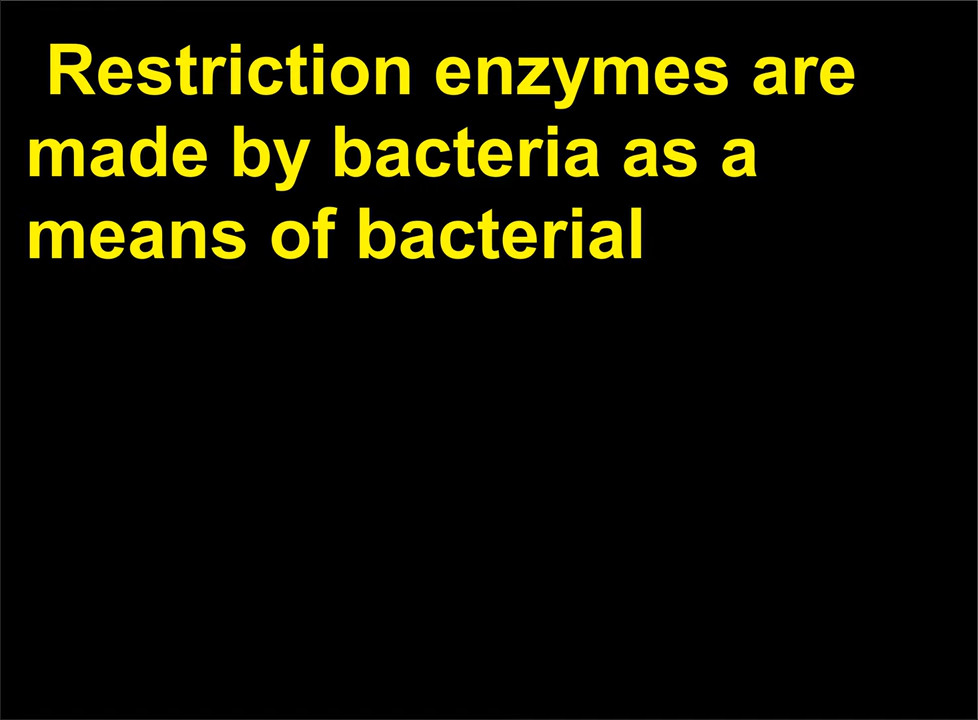 Restriction enzymes are
made by bacteria as a
means of bacterial